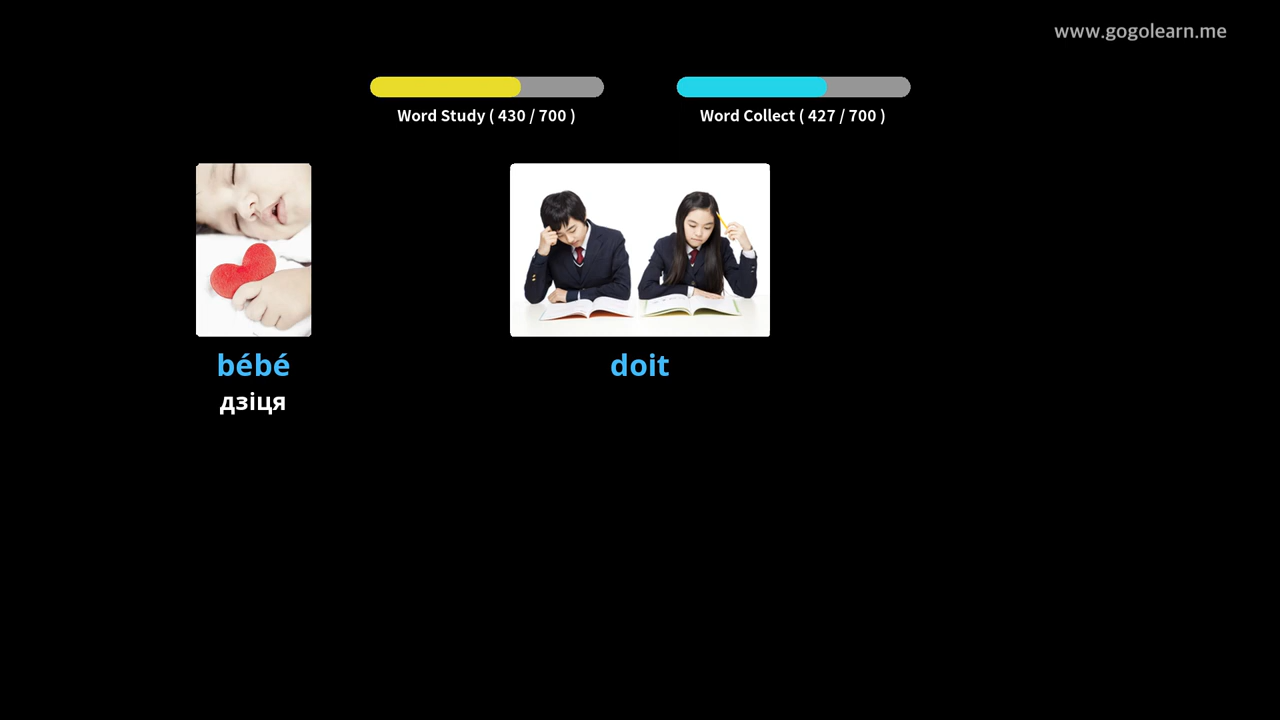 www.gogolearn.me
Word Study ( 430 / 700 )
Word Collect ( 427 / 700 )
bébé
doit
дзіця